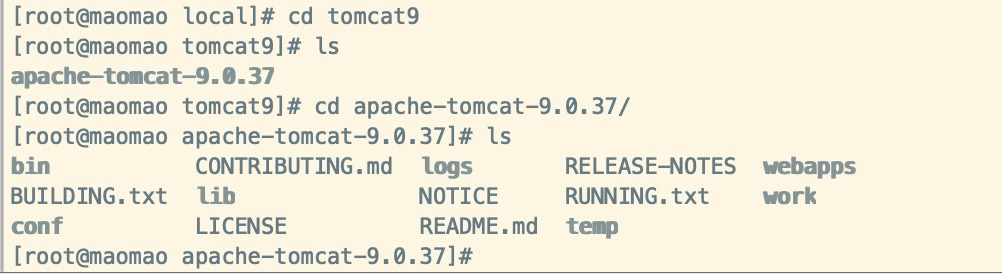 [root@maomao local]# cd tomcat9
[root@maomao tomcat9]# ls
apache-tomcat-9.0.37
[root@maomao tomcat9]# cd apache-tomcat-9.0.37/
[root@maomao apache-tomcat-9.0.37]# ls
bin CONTRIBUTING.md logs RELEASE-NOTES webapps
BUILDING.txt lib NOTICE RUNNING.txt work
conf LICENSE README.md temp
[root@maomao apache-tomcat-9.0.37]#